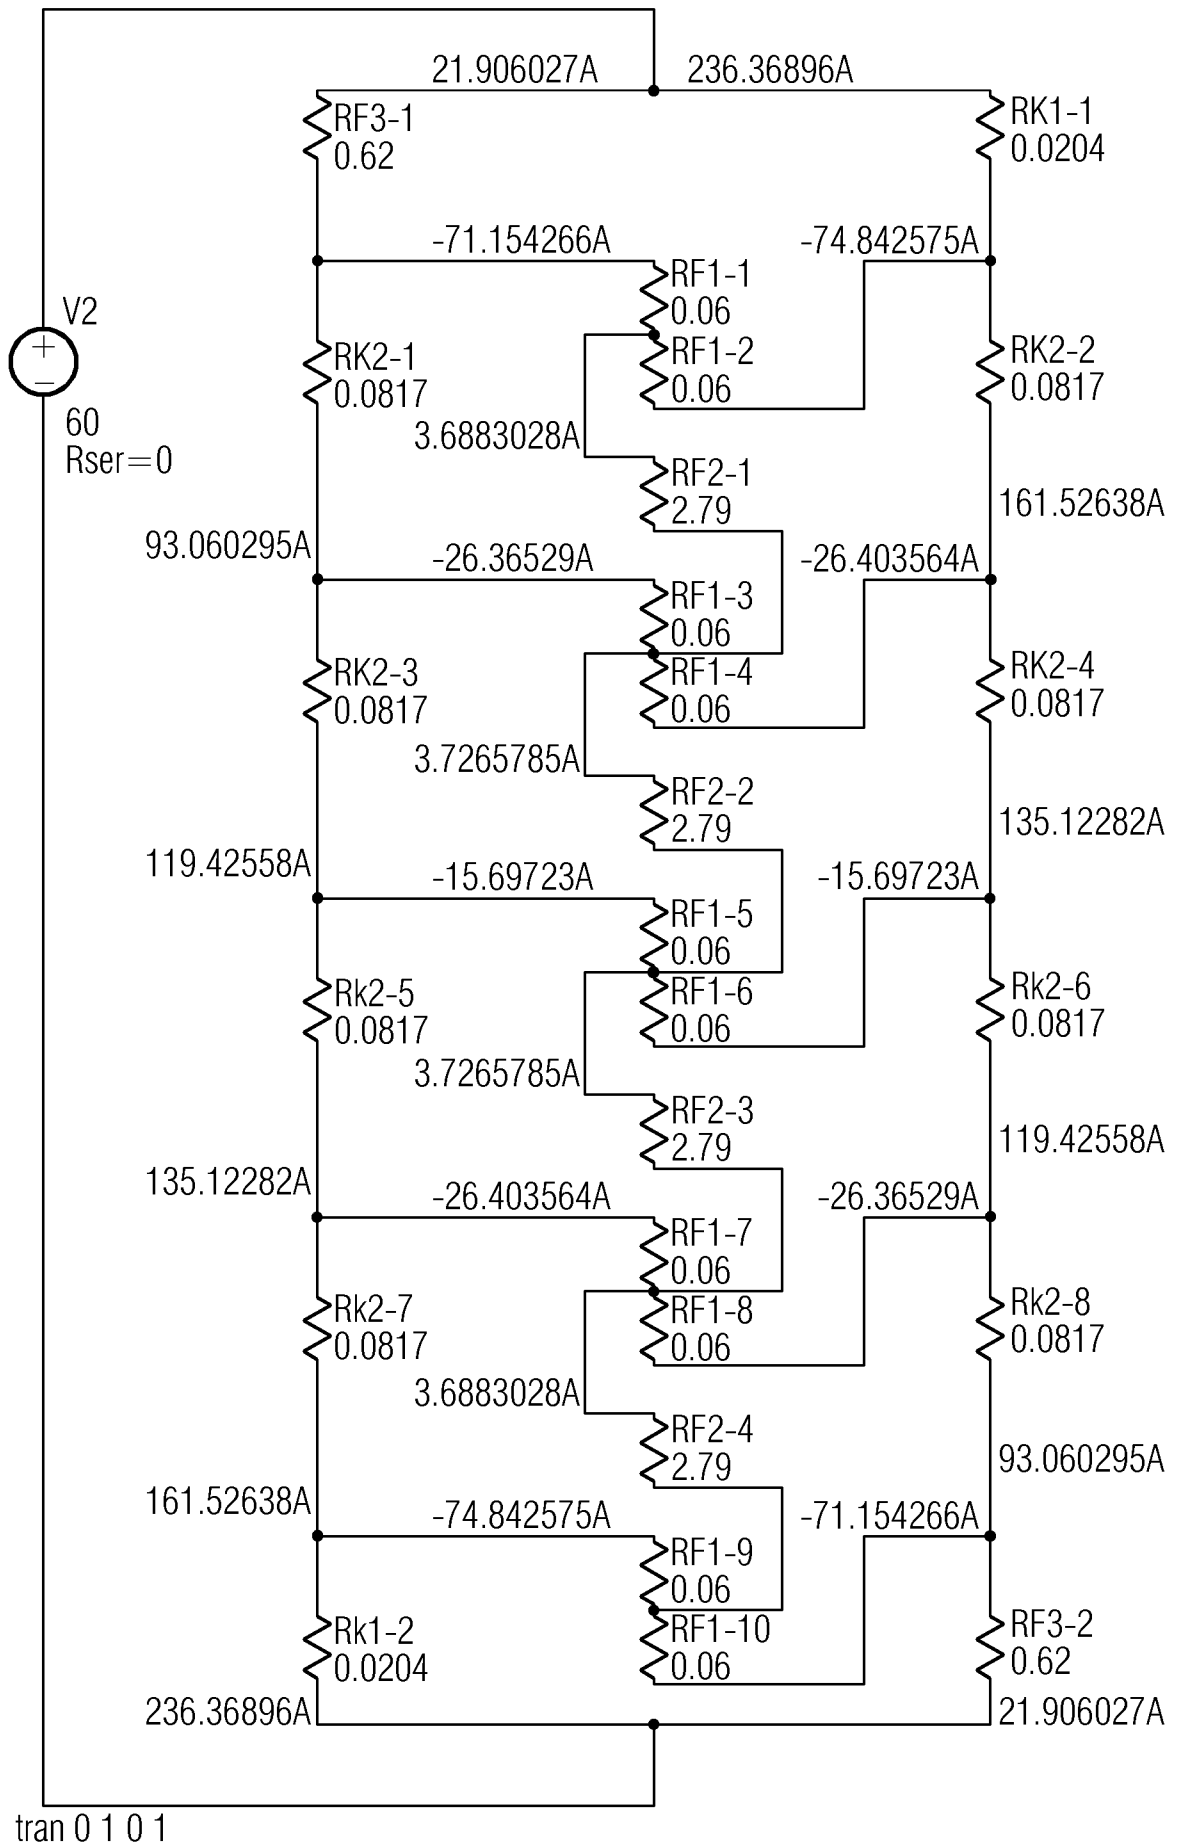 21.906027A 236.36896A
RF3-1
0.62
RK1-1
0.0204
-71.154266A
-74.842575A
RF1-1
0.06
V2
+
−
60
Rser=0
RK2-1
0.0817
RF1-2
0.06
RK2-2
0.0817
3.6883028A
RF2-1
2.79
161.52638A
93.060295A
-26.36529A
-26.403564A
RF1-3
0.06
RK2-3
0.0817
RF1-4
0.06
RK2-4
0.0817
3.7265785A
RF2-2
2.79
135.12282A
119.42558A
-15.69723A
-15.69723A
RF1-5
0.06
Rk2-5
0.0817
RF1-6
0.06
Rk2-6
0.0817
3.7265785A
RF2-3
2.79
119.42558A
135.12282A
-26.403564A
-26.36529A
RF1-7
0.06
Rk2-7
0.0817
RF1-8
0.06
Rk2-8
0.0817
3.6883028A
RF2-4
2.79
93.060295A
161.52638A
-74.842575A
-71.154266A
RF1-9
0.06
Rk1-2
0.0204
RF1-10
0.06
RF3-2
0.62
236.36896A
21.906027A
tran 0 1 0 1